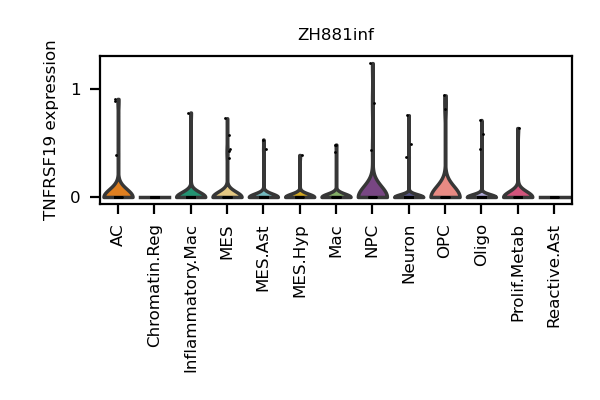 ZH881inf
TNFRSF19 expression
1
0
AC
Chromatin.Reg
Inflammatory.Mac
MES
MES.Ast
MES.Hyp
Mac
NPC
Neuron
OPC
Oligo
Prolif.Metab
Reactive.Ast